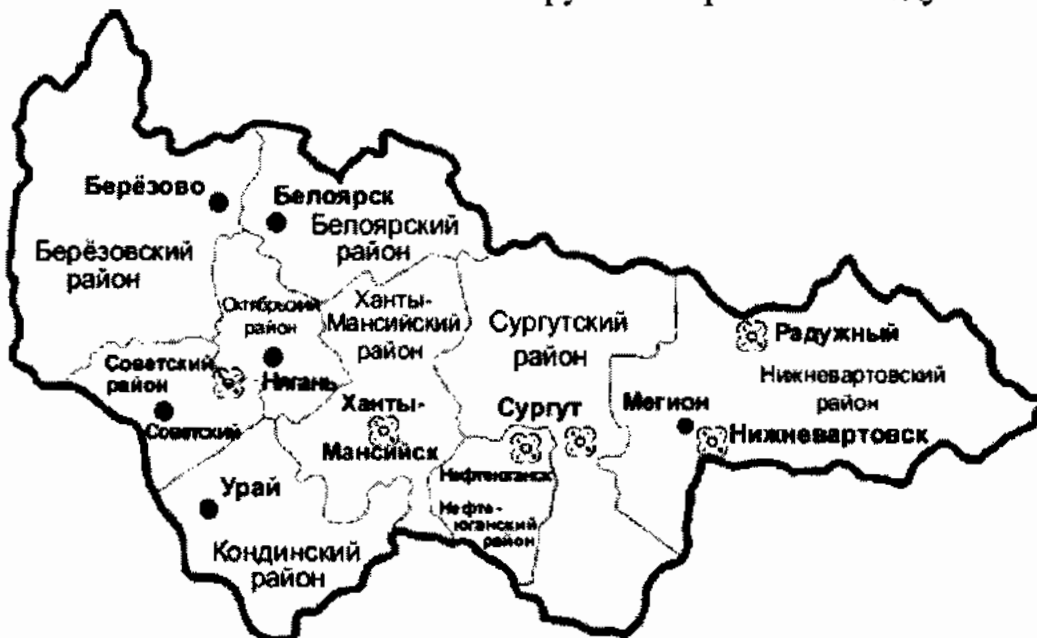 Берёзово
Белоярск
Белоярский
район
Берёзовский
район
Октябрьский
район
Ханты-
Мансийский
район
Сургутский
район
Радужный
Советский
район
Нягань
Нижневартовский
район
Ханты-
Мансийск
Сургут
Мегион
Нижневартовск
Советский
Нефтеюганск
Урай
Нефте-
юганский
район
Кондинский
район